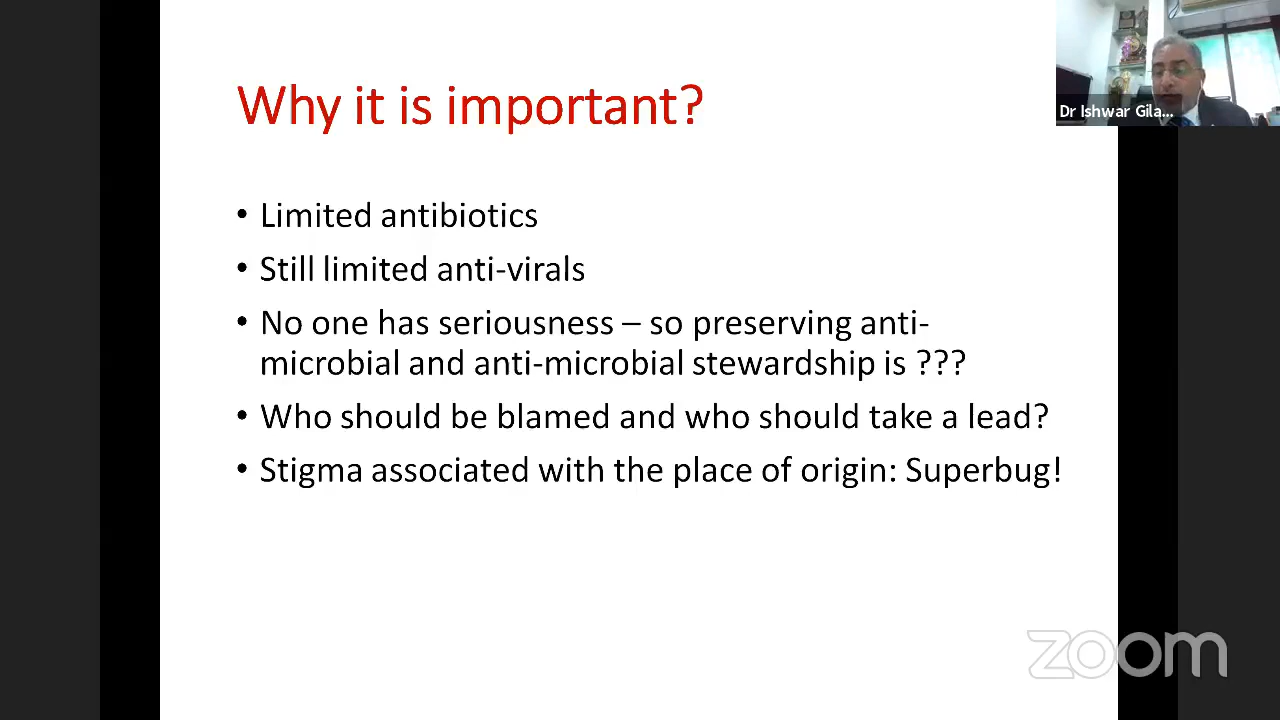 Why it is important?
Dr Ishwar Gila...
• Limited antibiotics
• Still limited anti-virals
• No one has seriousness – so preserving anti-
microbial and anti-microbial stewardship is ???
• Who should be blamed and who should take a lead?
• Stigma associated with the place of origin: Superbug!
zoom